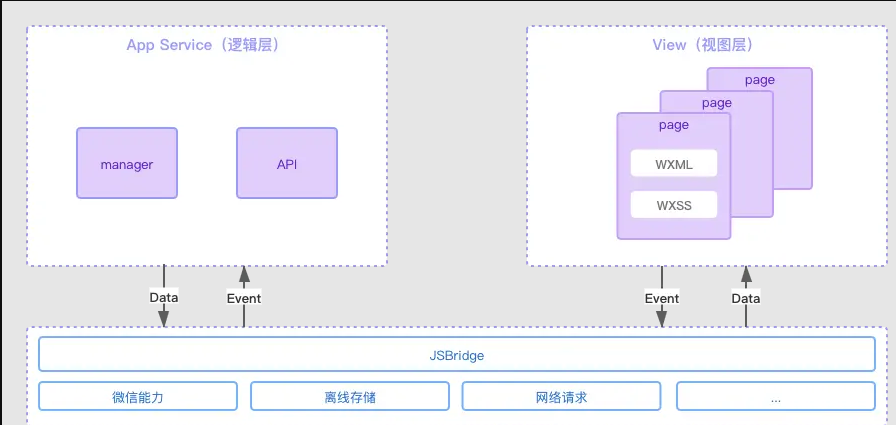 App Service（逻辑层）
manager
API
View（视图层）
page
page
page
WXML
WXSS
Data
Event
Event
Data
JSBridge
微信能力
离线存储
网络请求
...